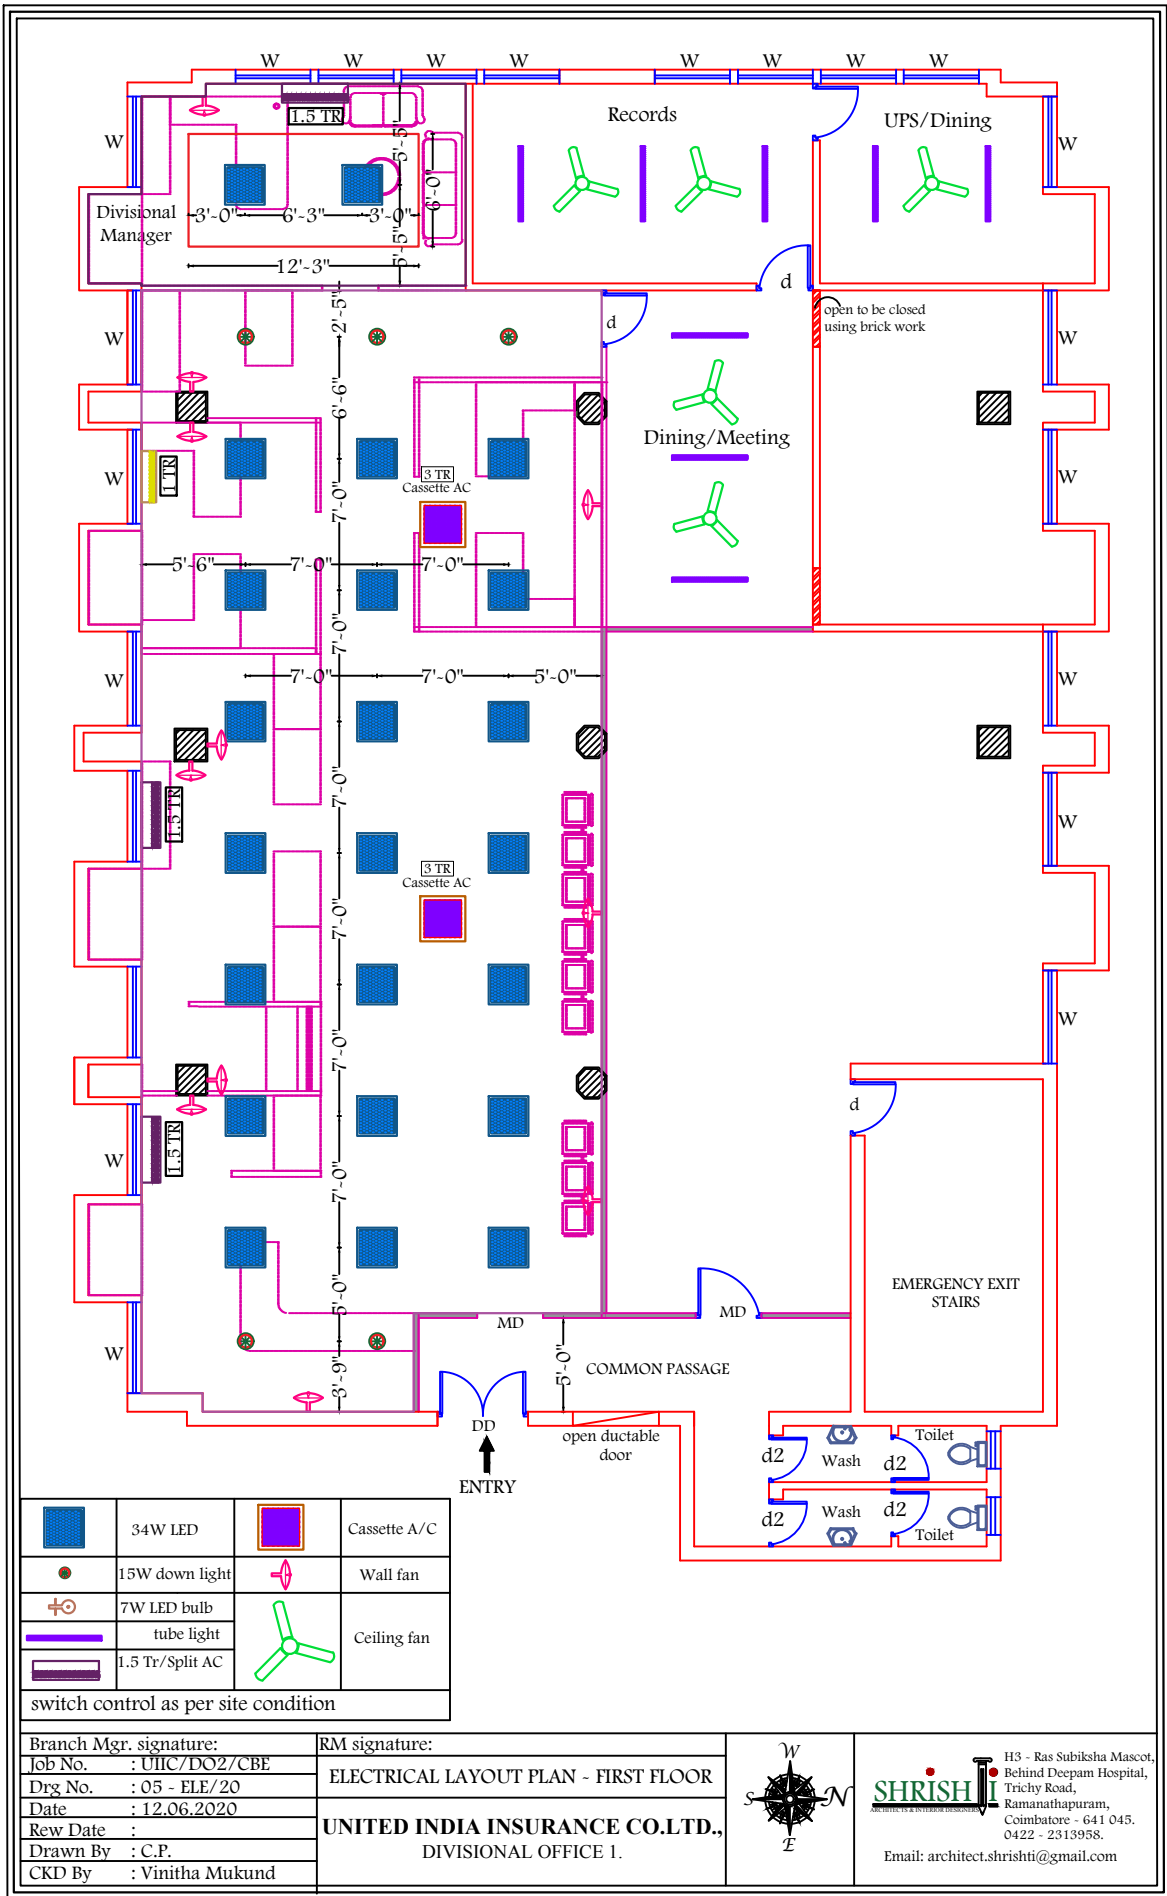 W W W W W W W W
1.5 TR
Records
UPS/Dining
W
W
5'-5"
6'-0"
Divisional
Manager
3'-0" 6'-3" 3'-0"
5'-5"
12'-3"
d
2'-5"
d
open to be closed
using brick work
W
W
6'-6"
Dining/Meeting
W
1 TR
3 TR
Cassette AC
W
7'-0"
5'-6" 7'-0" 7'-0"
7'-0"
7'-0" 7'-0" 5'-0"
W
W
7'-0"
1.5 TR
W
3 TR
Cassette AC
7'-0"
W
7'-0"
d
1.5 TR
W
7'-0"
EMERGENCY EXIT
STAIRS
5'-0"
MD
MD
W
3'-9"
5'-0"
COMMON PASSAGE
DD
open ductable
door
ENTRY
d2
Wash
d2
Toilet
d2
Wash
d2
Toilet
34W LED
Cassette A/C
15W down light
Wall fan
7W LED bulb
tube light
Ceiling fan
1.5 Tr/Split AC
switch control as per site condition
Branch Mgr. signature:
RM signature:
Job No. : UIIC/DO2/CBE
Drg No. : 05 - ELE/20
Date : 12.06.2020
Rew Date :
Drawn By : C.P.
CKD By : Vinitha Mukund
ELECTRICAL LAYOUT PLAN - FIRST FLOOR
UNITED INDIA INSURANCE CO.LTD.,
DIVISIONAL OFFICE 1.
W
S N
E
SHRISHTI
ARCHITECTS & INTERIOR DESIGNERS
H3 - Ras Subiksha Mascot,
Behind Deepam Hospital,
Trichy Road,
Ramanathapuram,
Coimbatore - 641 045.
0422 - 2313958.
Email: architect.shrishti@gmail.com